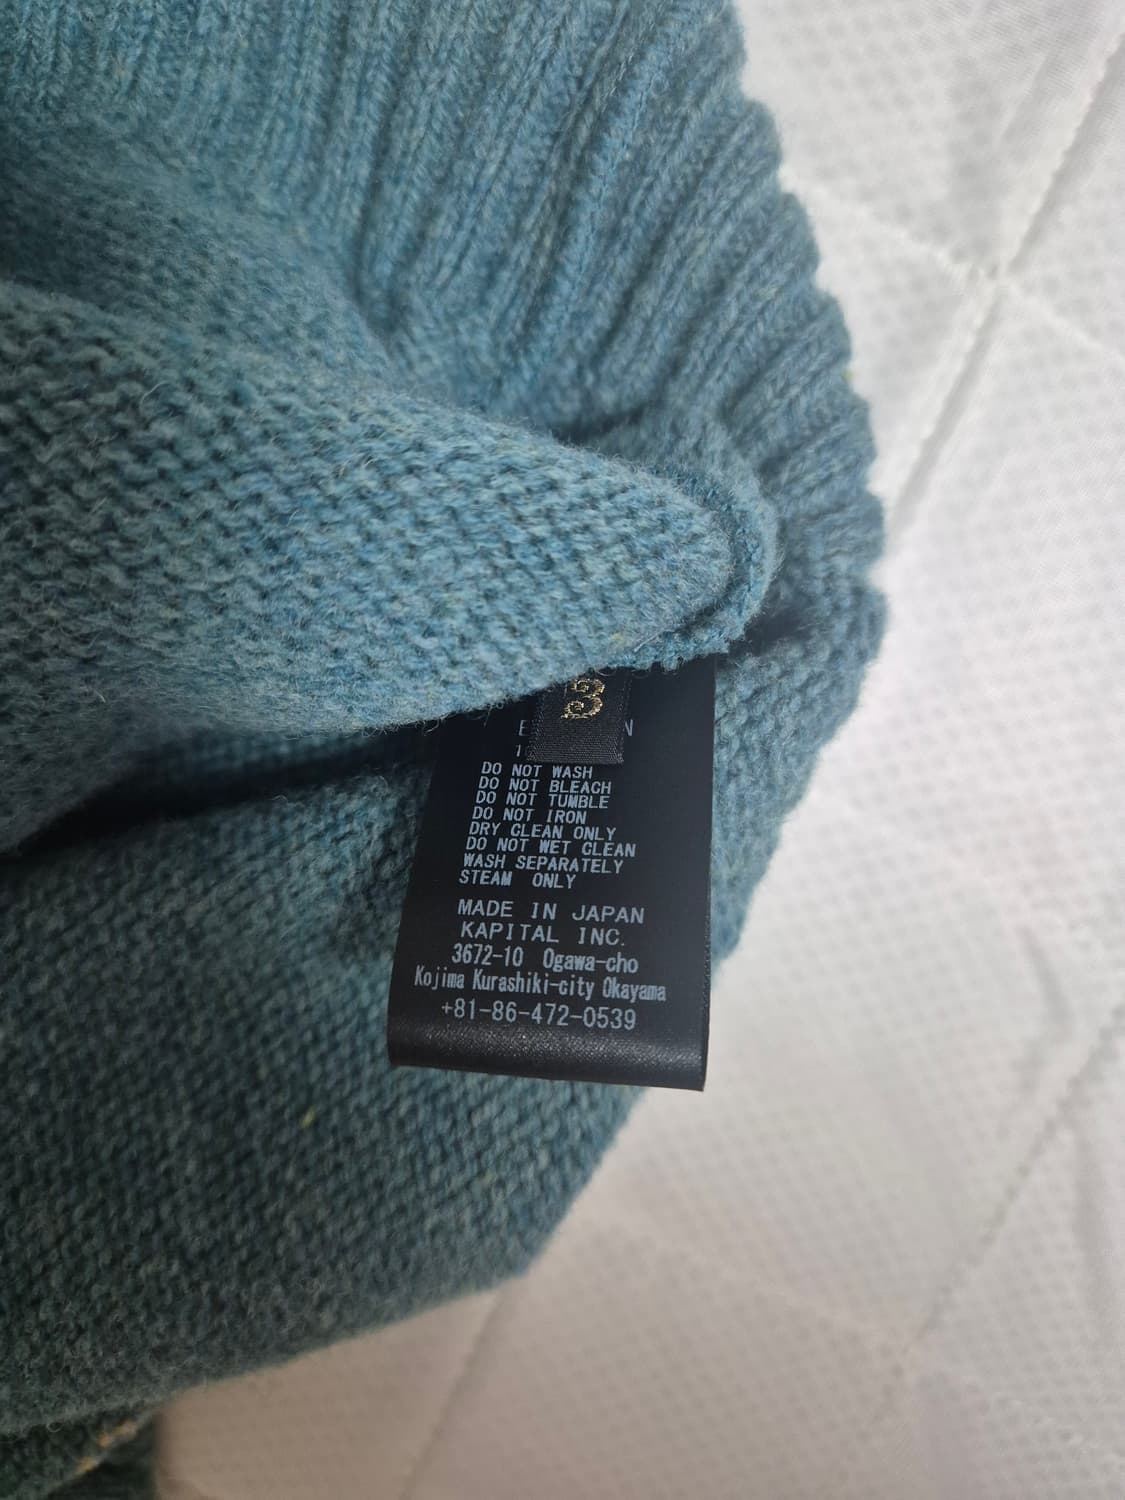 3
DO NOT WASH
DO NOT BLEACH
DO NOT TUMBLE
DO NOT IRON
DRY CLEAN ONLY
DO NOT WET CLEAN
WASH SEPARATELY
STEAM ONLY
MADE IN JAPAN
KAPITAL INC.
3672-10 Ogawa-cho
Kojima Kurashiki-city Okayama
+81-86-472-0539